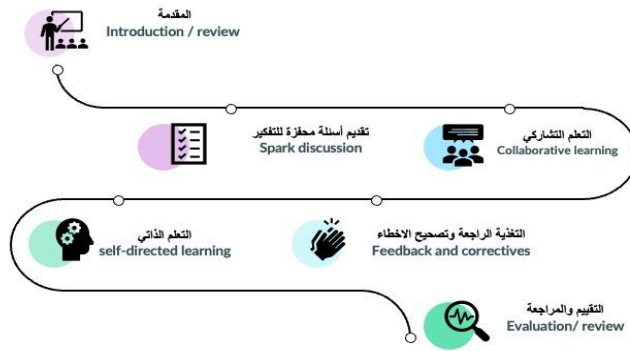 المقدمة
Introduction / review
تقديم أسئلة محفزة للتفكير
Spark discussion
التعلم التشاركي
Collaborative learning
التغذية الراجعة وتصحيح الاخطاء
Feedback and correctives
التعلم الذاتي
self-directed learning
التقييم والمراجعة
Evaluation/ review